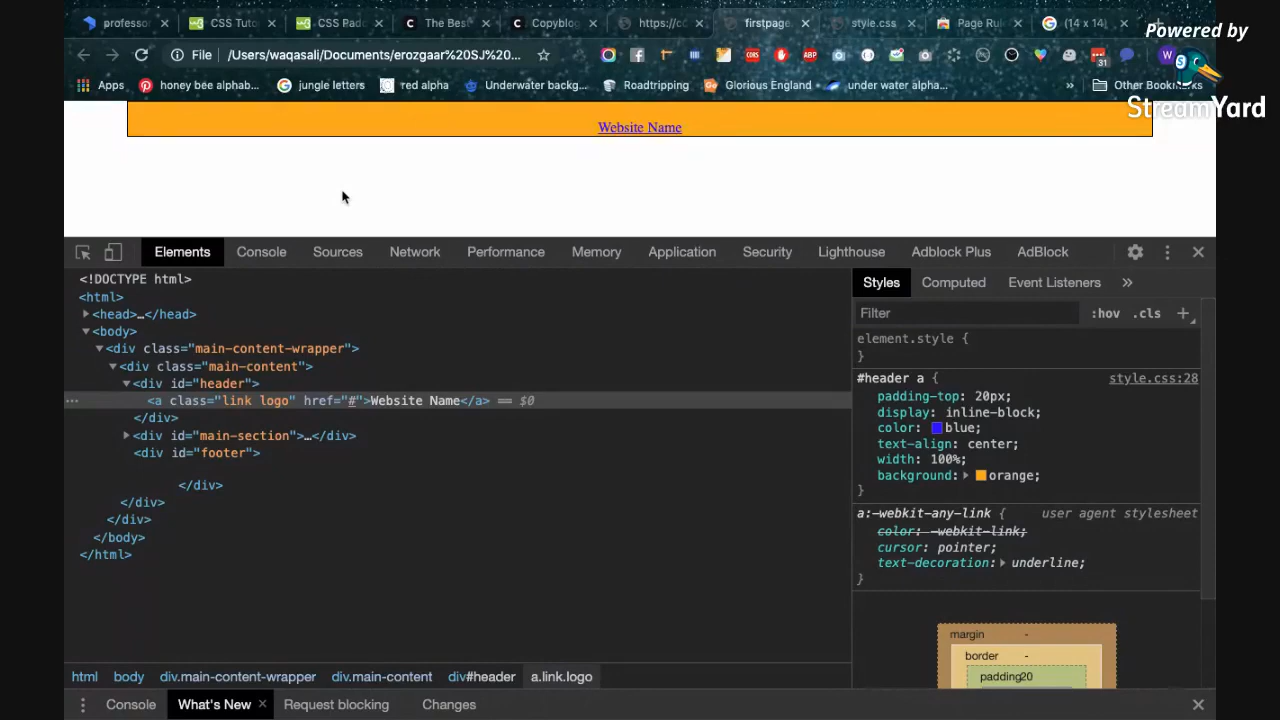 professor
CSS Tuto
CSS Padd
The Bes
Copyblog
https://co
firstpage.
style.css
Page Rul
(14 x 14)
File
/Users/waqasali/Documents/erozgaar%20SJ%20...
W
Powered by
StreamYard
Apps
honey bee alphab...
jungle letters
red alpha
Underwater backg...
Roadtripping
Glorious England
under water alpha...
»
Other Bookmarks
Website Name
Elements
Console
Sources
Network
Performance
Memory
Application
Security
Lighthouse
Adblock Plus
AdBlock
<!DOCTYPE html>
<html>
<head>…</head>
<body>
<div class="main-content-wrapper">
<div class="main-content">
<div id="header">
<a class="link logo" href="#">Website Name</a> == $0
</div>
<div id="main-section">…</div>
<div id="footer">
</div>
</div>
</div>
</body>
</html>
Styles
Computed
Event Listeners
»
Filter
:hov
.cls
+
element.style {
}
#header a {
style.css:28
padding-top: 20px;
display: inline-block;
color: blue;
text-align: center;
width: 100%;
background: orange;
}
a:-webkit-any-link {
user agent stylesheet
color: -webkit-link;
cursor: pointer;
text-decoration: underline;
}
margin
-
border
-
padding20
html
body
div.main-content-wrapper
div.main-content
div#header
a.link.logo
Console
What's New
Request blocking
Changes